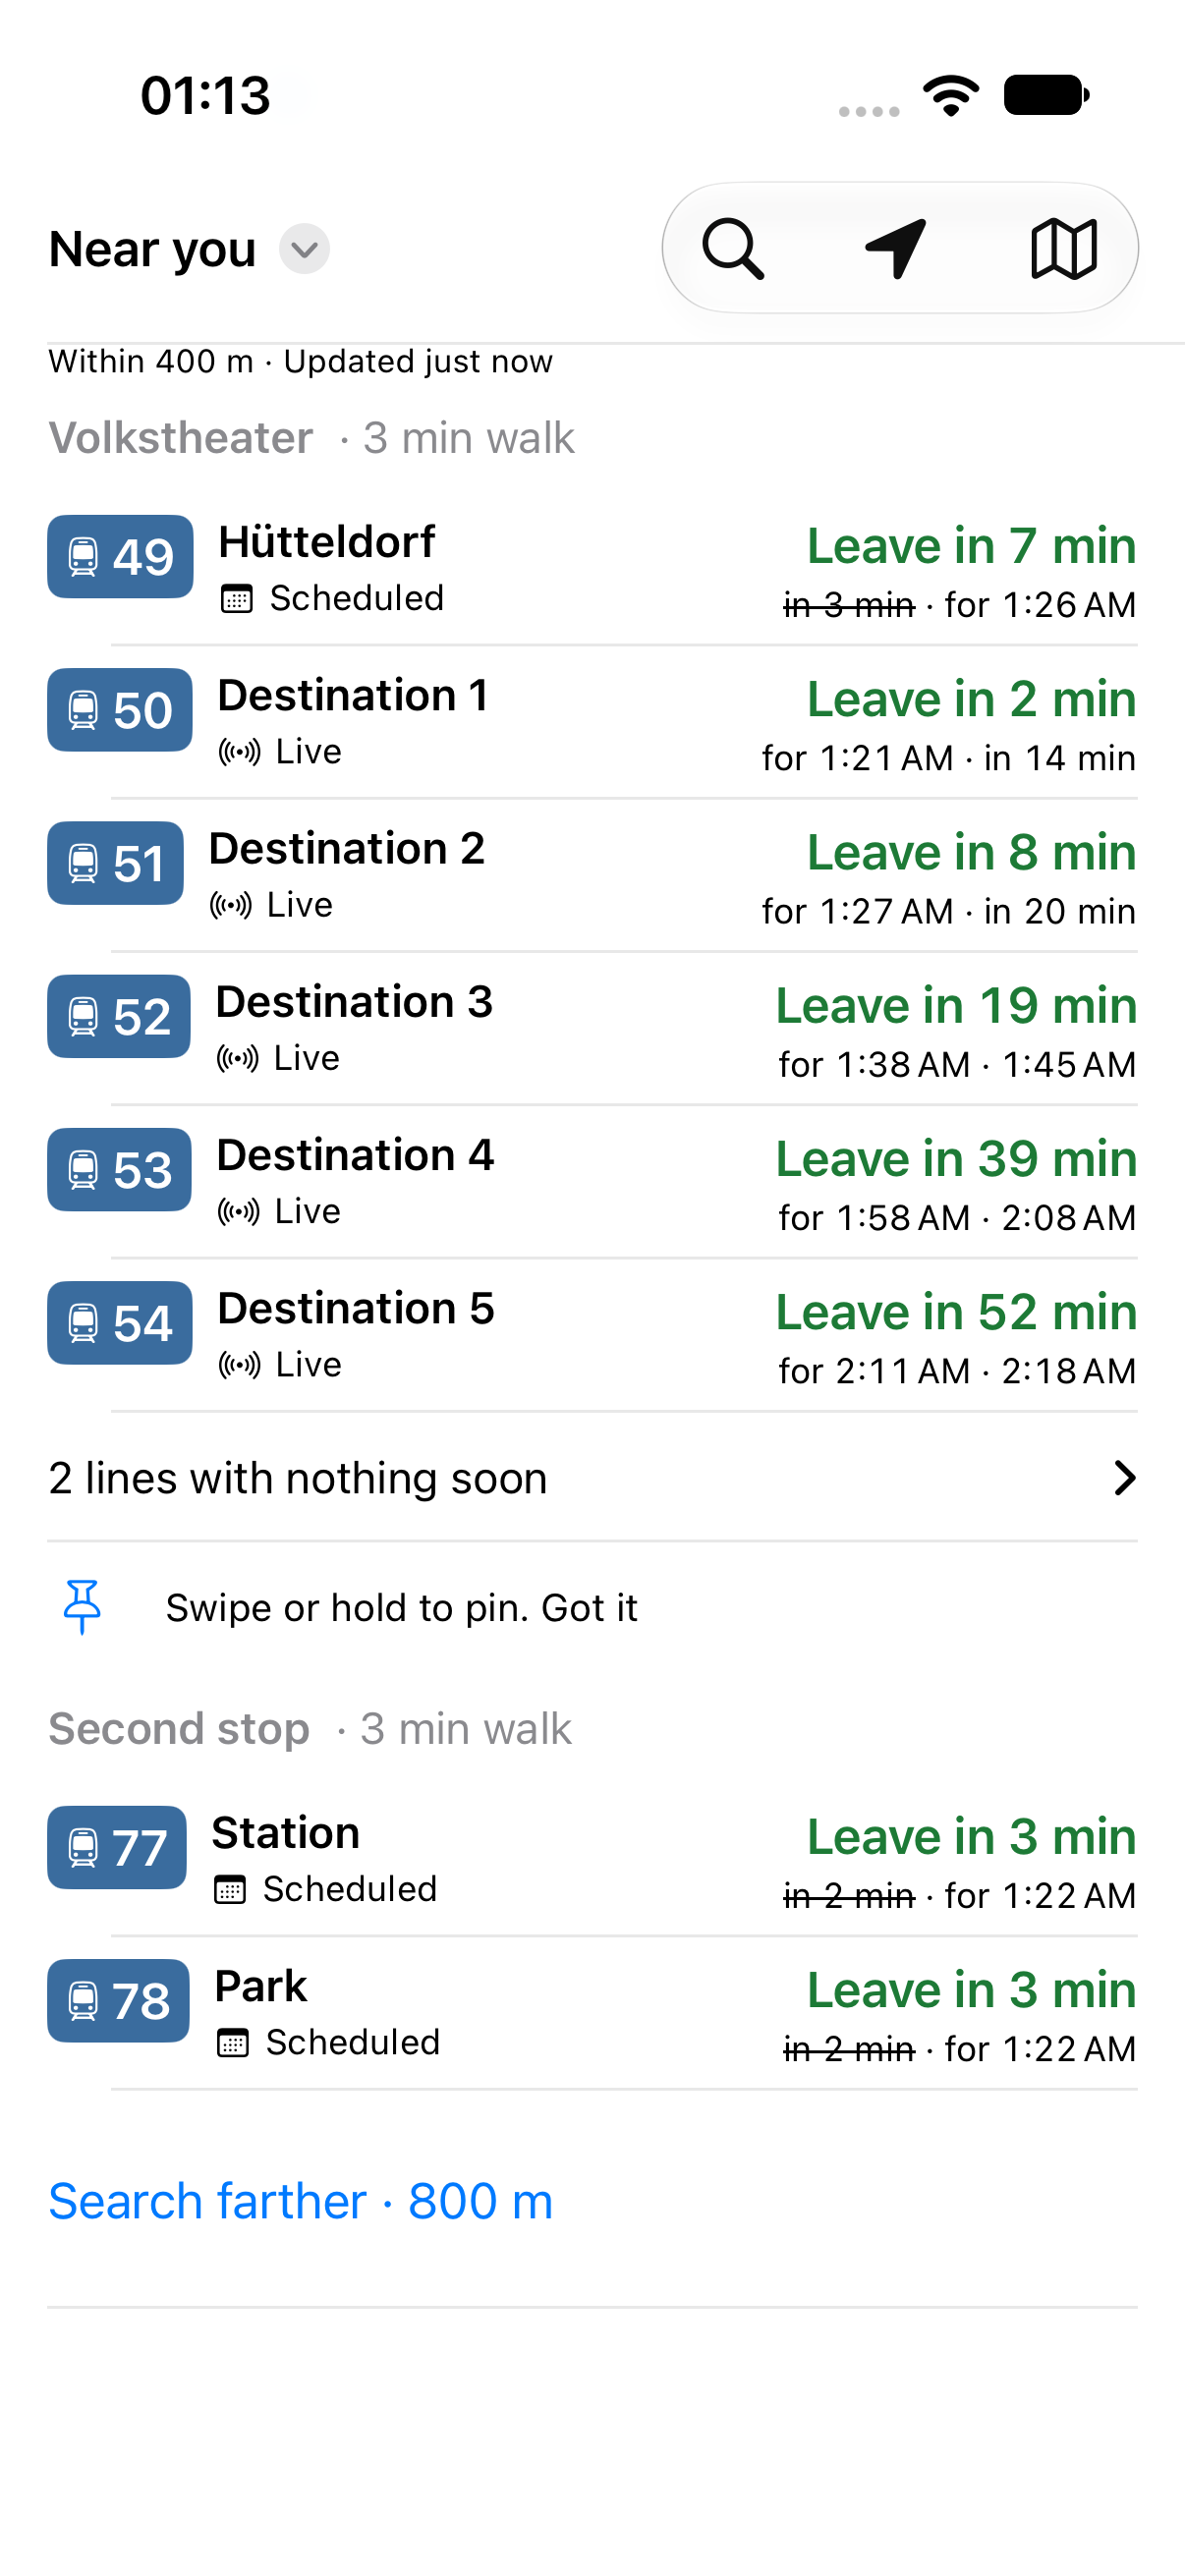 01:13
Near you
Within 400 m · Updated just now
Volkstheater · 3 min walk
49 Hütteldorf Leave in 7 min
Scheduled in 3 min · for 1:26 AM
50 Destination 1 Leave in 2 min
Live for 1:21 AM · in 14 min
51 Destination 2 Leave in 8 min
Live for 1:27 AM · in 20 min
52 Destination 3 Leave in 19 min
Live for 1:38 AM · 1:45 AM
53 Destination 4 Leave in 39 min
Live for 1:58 AM · 2:08 AM
54 Destination 5 Leave in 52 min
Live for 2:11 AM · 2:18 AM
2 lines with nothing soon
Swipe or hold to pin. Got it
Second stop · 3 min walk
77 Station Leave in 3 min
Scheduled in 2 min · for 1:22 AM
78 Park Leave in 3 min
Scheduled in 2 min · for 1:22 AM
Search farther · 800 m